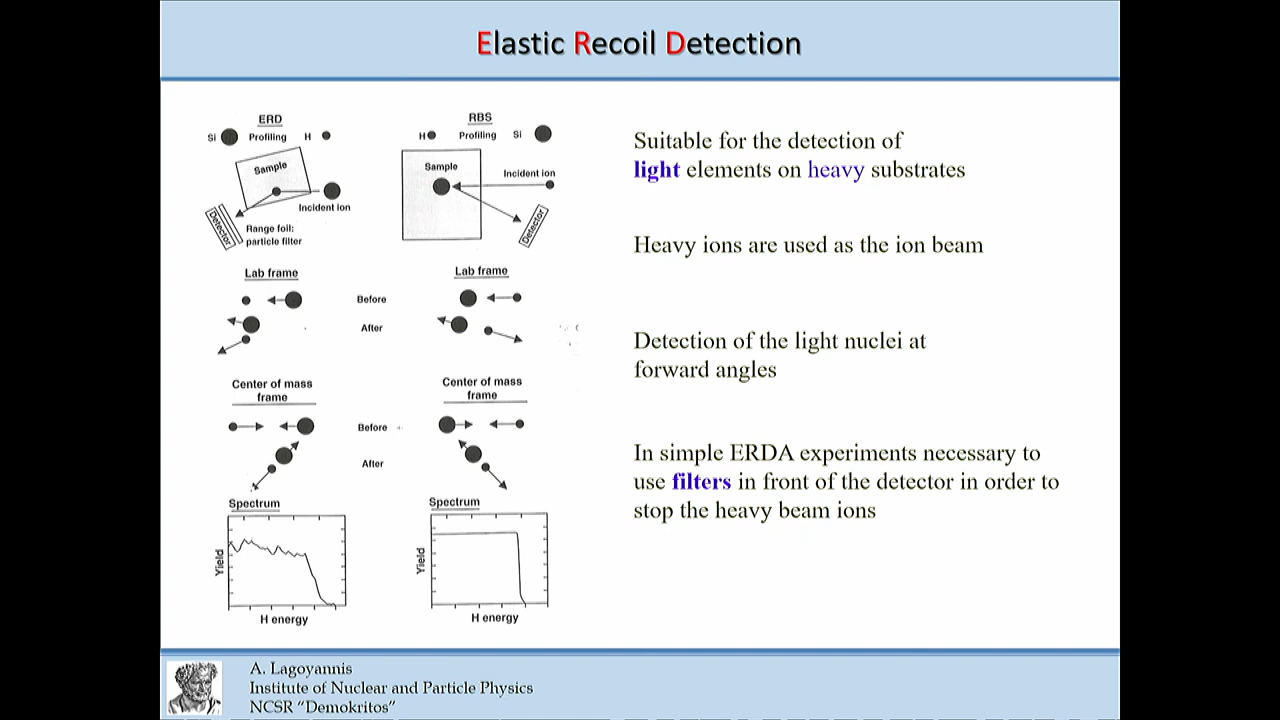 Elastic Recoil Detection
ERD
Si Profiling H
Sample
Incident ion
Detector
Range foil:
particle filter
RBS
H Profiling Si
Sample
Incident ion
Detector
Lab frame
Lab frame
Before
After
Center of mass
frame
Center of mass
frame
Before
After
Spectrum
Yield
H energy
Spectrum
Yield
H energy
Suitable for the detection of
light elements on heavy substrates
Heavy ions are used as the ion beam
Detection of the light nuclei at
forward angles
In simple ERDA experiments necessary to
use filters in front of the detector in order to
stop the heavy beam ions
A. Lagoyannis
Institute of Nuclear and Particle Physics
NCSR "Demokritos"